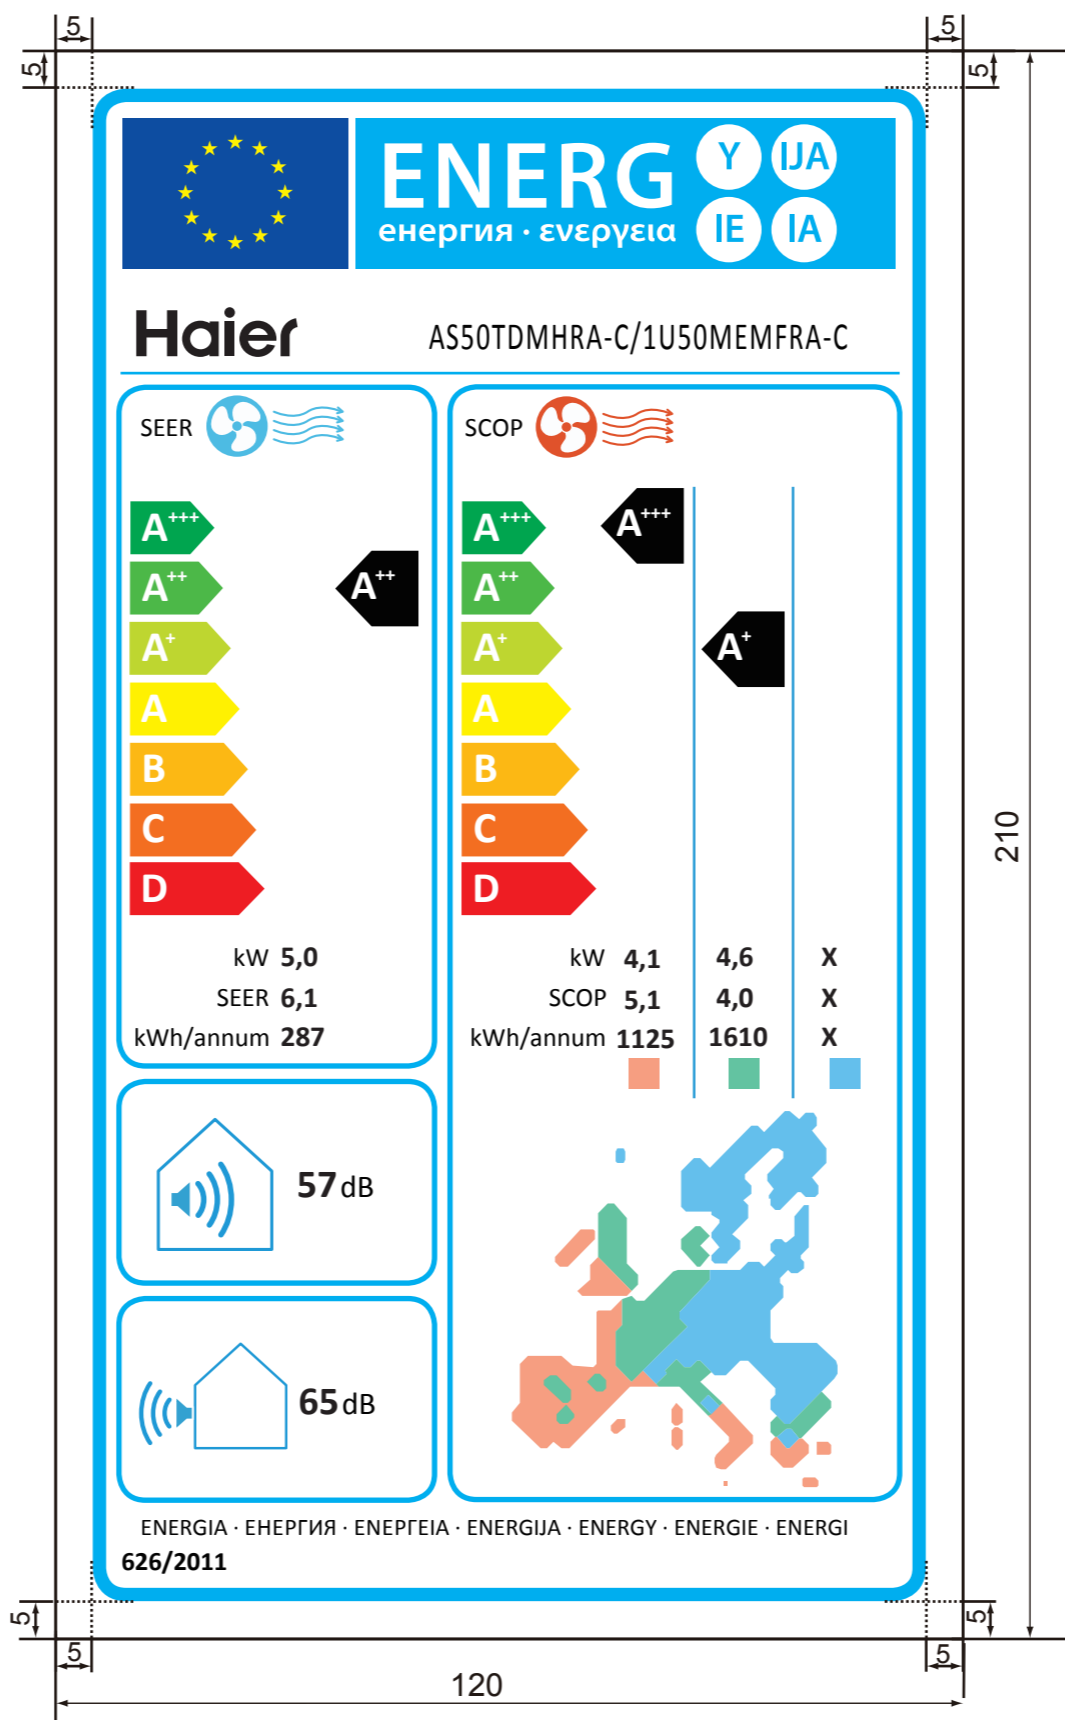 5
5
5
5
ENERG
Y
IJA
енергия · ενεργεια
IE
IA
Haier
AS50TDMHRA-C/1U50MEMFRA-C
SEER
A+++
A++
A+
A
B
C
D
A++
kW 5,0
SEER 6,1
kWh/annum 287
SCOP
A+++
A++
A+
A
B
C
D
A+++
A+
kW 4,1 4,6 X
SCOP 5,1 4,0 X
kWh/annum 1125 1610 X
57 dB
65 dB
ENERGIA · ЕНЕРГИЯ · ΕΝΕΡΓΕΙΑ · ENERGIJA · ENERGY · ENERGIE · ENERGI
626/2011
210
5
5
5
5
120